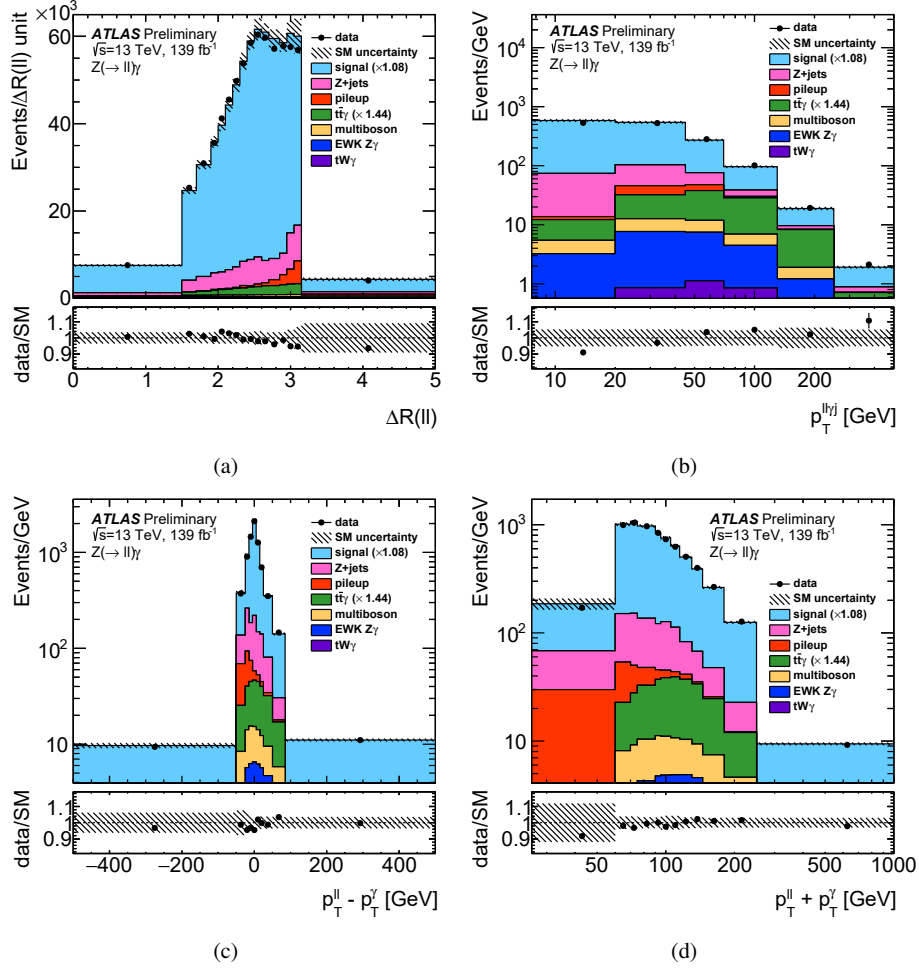 ×10³
60
40
20
0
Events/ΔR(ll) unit
ATLAS Preliminary
√s=13 TeV, 139 fb⁻¹
Z(→ ll)γ
data
SM uncertainty
signal (×1.08)
Z+jets
pileup
tt̄γ (× 1.44)
multiboson
EWK Zγ
tWγ
data/SM
1.1
1
0.9
0 1 2 3 4 5
ΔR(ll)
(a)
Events/GeV
10⁴
10³
10²
10
1
ATLAS Preliminary
√s=13 TeV, 139 fb⁻¹
Z(→ ll)γ
data
SM uncertainty
signal (×1.08)
Z+jets
pileup
tt̄γ (× 1.44)
multiboson
EWK Zγ
tWγ
data/SM
1.1
1
0.9
10 20 50 100 200
p_T^{llγj} [GeV]
(b)
Events/GeV
10³
10²
10
ATLAS Preliminary
√s=13 TeV, 139 fb⁻¹
Z(→ ll)γ
data
SM uncertainty
signal (×1.08)
Z+jets
pileup
tt̄γ (× 1.44)
multiboson
EWK Zγ
tWγ
data/SM
1.1
1
0.9
−400 −200 0 200 400
p_T^{ll} - p_T^{γ} [GeV]
(c)
Events/GeV
10³
10²
10
ATLAS Preliminary
√s=13 TeV, 139 fb⁻¹
Z(→ ll)γ
data
SM uncertainty
signal (×1.08)
Z+jets
pileup
tt̄γ (× 1.44)
multiboson
EWK Zγ
tWγ
data/SM
1.1
1
0.9
50 100 200 1000
p_T^{ll} + p_T^{γ} [GeV]
(d)